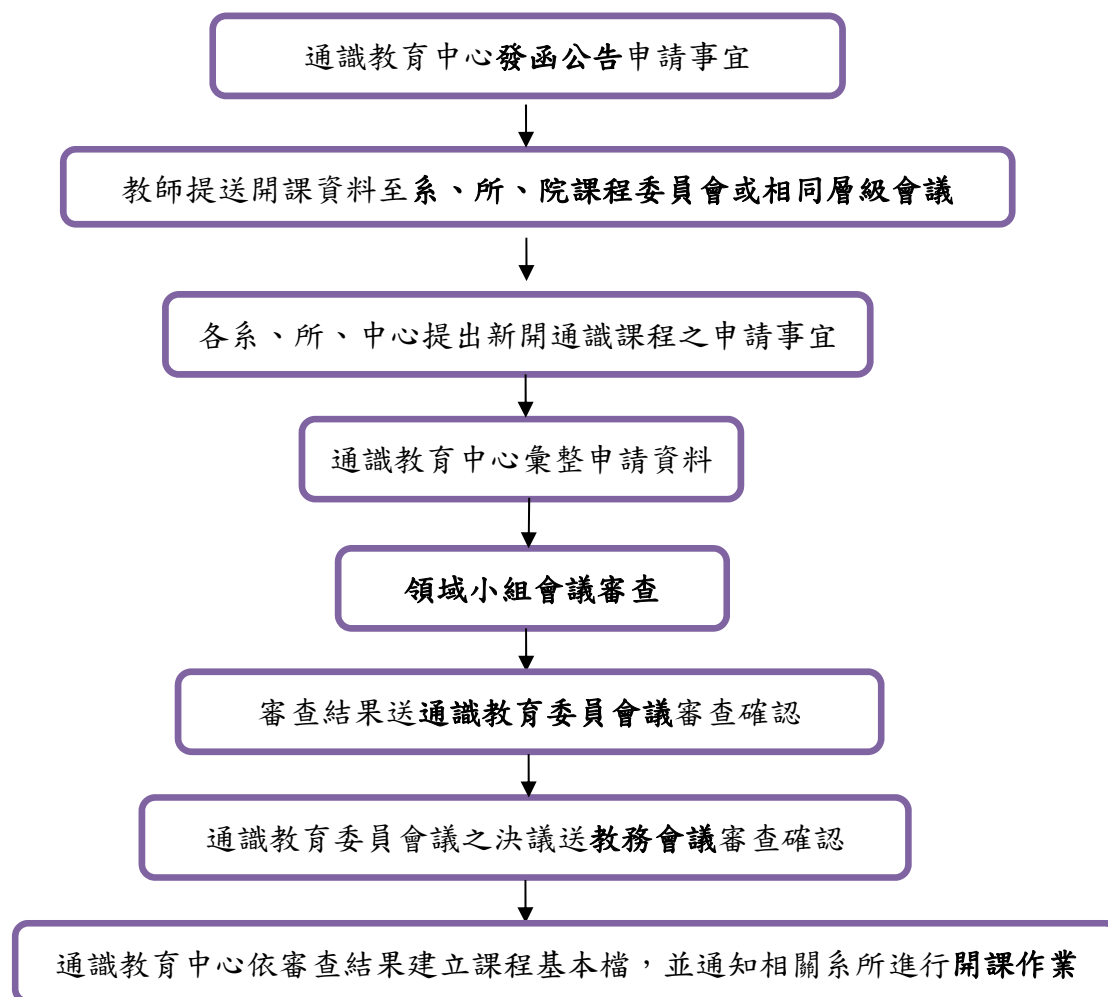 通識教育中心發函公告申請事宜
教師提送開課資料至系、所、院課程委員會或相同層級會議
各系、所、中心提出新開通識課程之申請事宜
通識教育中心彙整申請資料
領域小組會議審查
審查結果送通識教育委員會議審查確認
通識教育委員會議之決議送教務會議審查確認
通識教育中心依審查結果建立課程基本檔，並通知相關系所進行開課作業